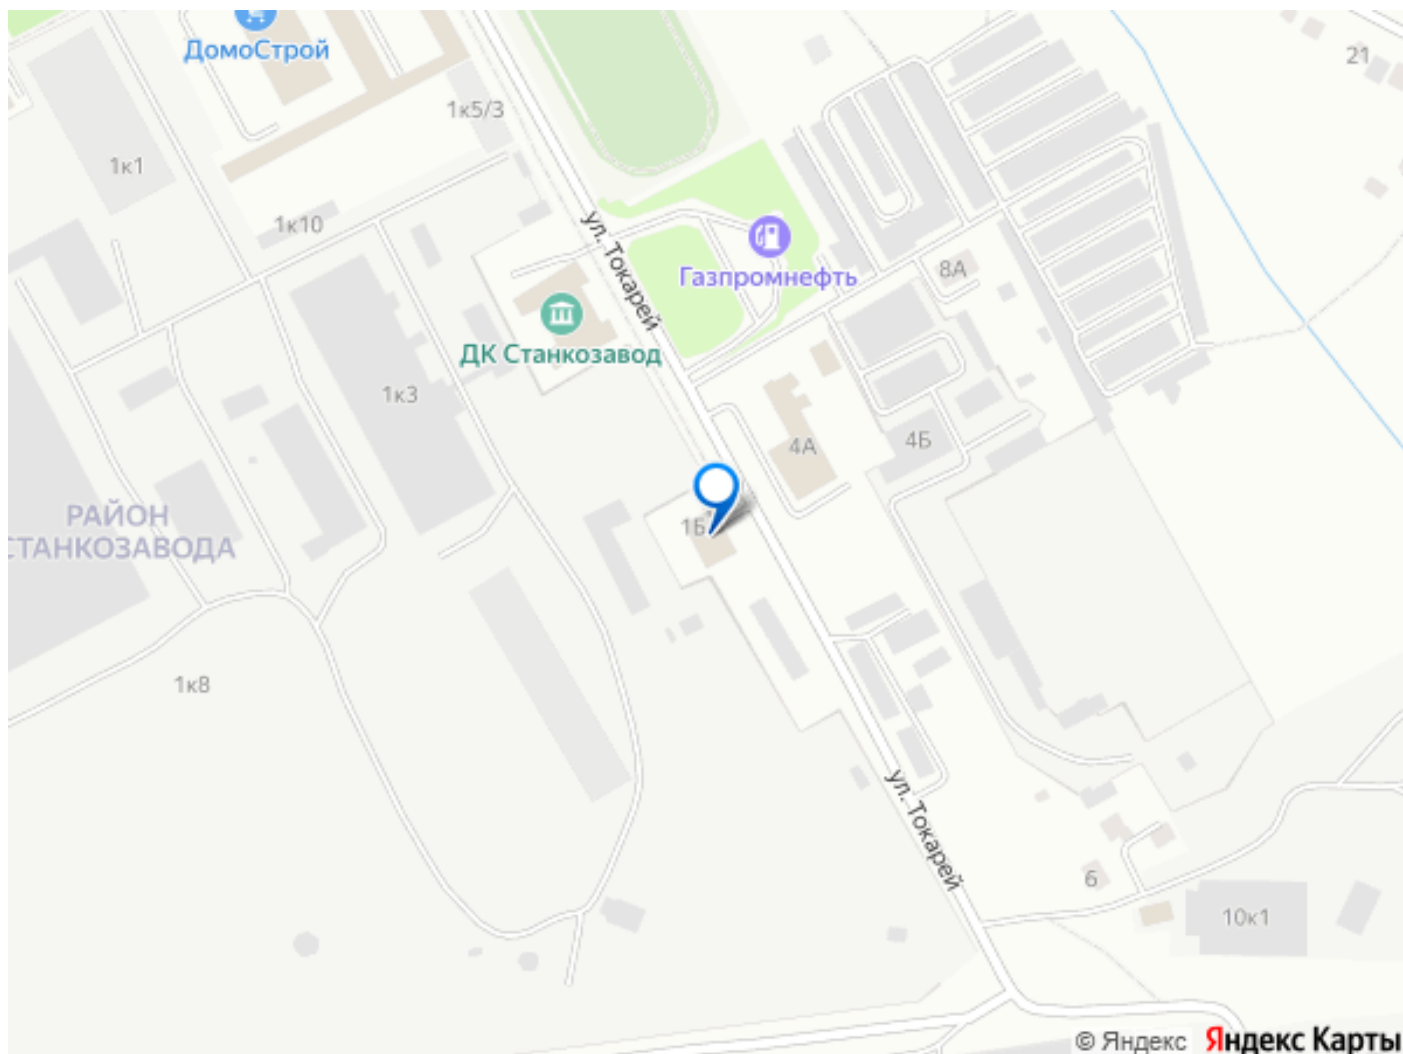 ДомоСтрой
21
1к5/3
1к1
1к10
ул. Токарей
Газпромнефть
8А
ДК Станкозавод
1к3
4А
4Б
РАЙОН
СТАНКОЗАВОДА
1Б
1к8
ул. Токарей
6
10к1
© Яндекс Яндекс Карты